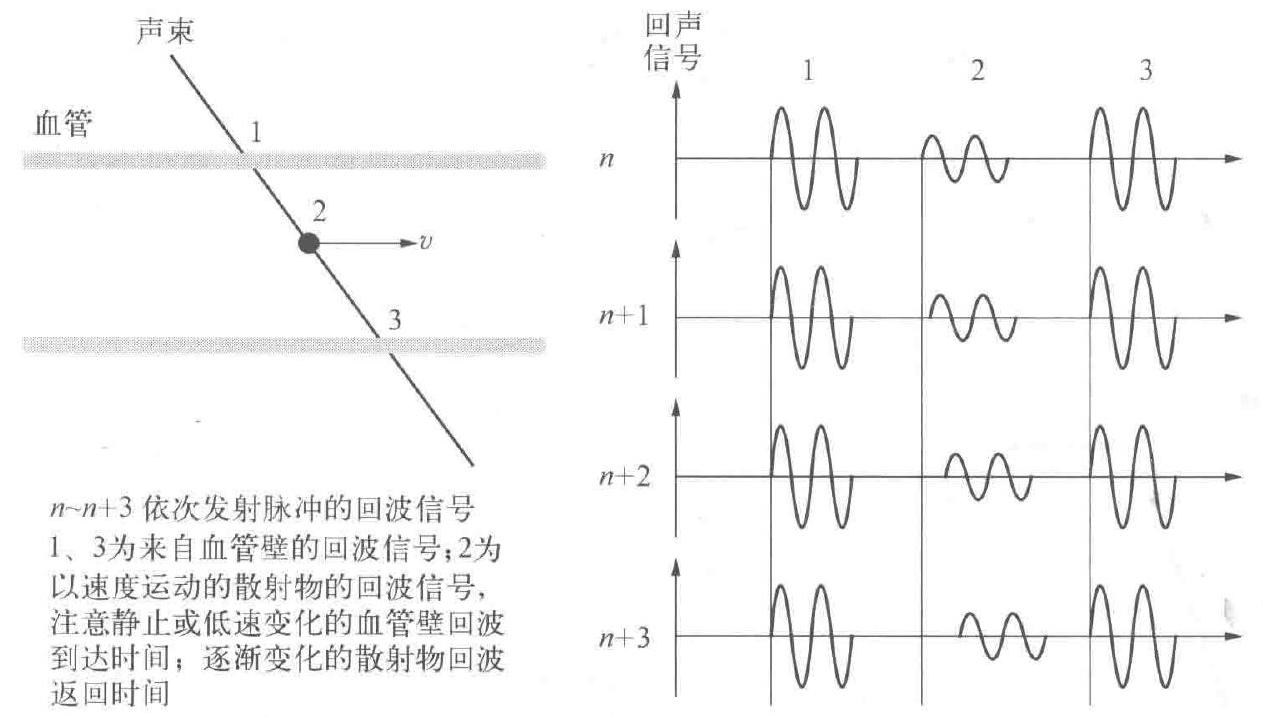 声束
血管
1
2
v
3
n~n+3 依次发射脉冲的回波信号
1、3为来自血管壁的回波信号;2为
以速度运动的散射物的回波信号,
注意静止或低速变化的血管壁回波
到达时间；逐渐变化的散射物回波
返回时间
回声
信号
1 2 3
n
n+1
n+2
n+3